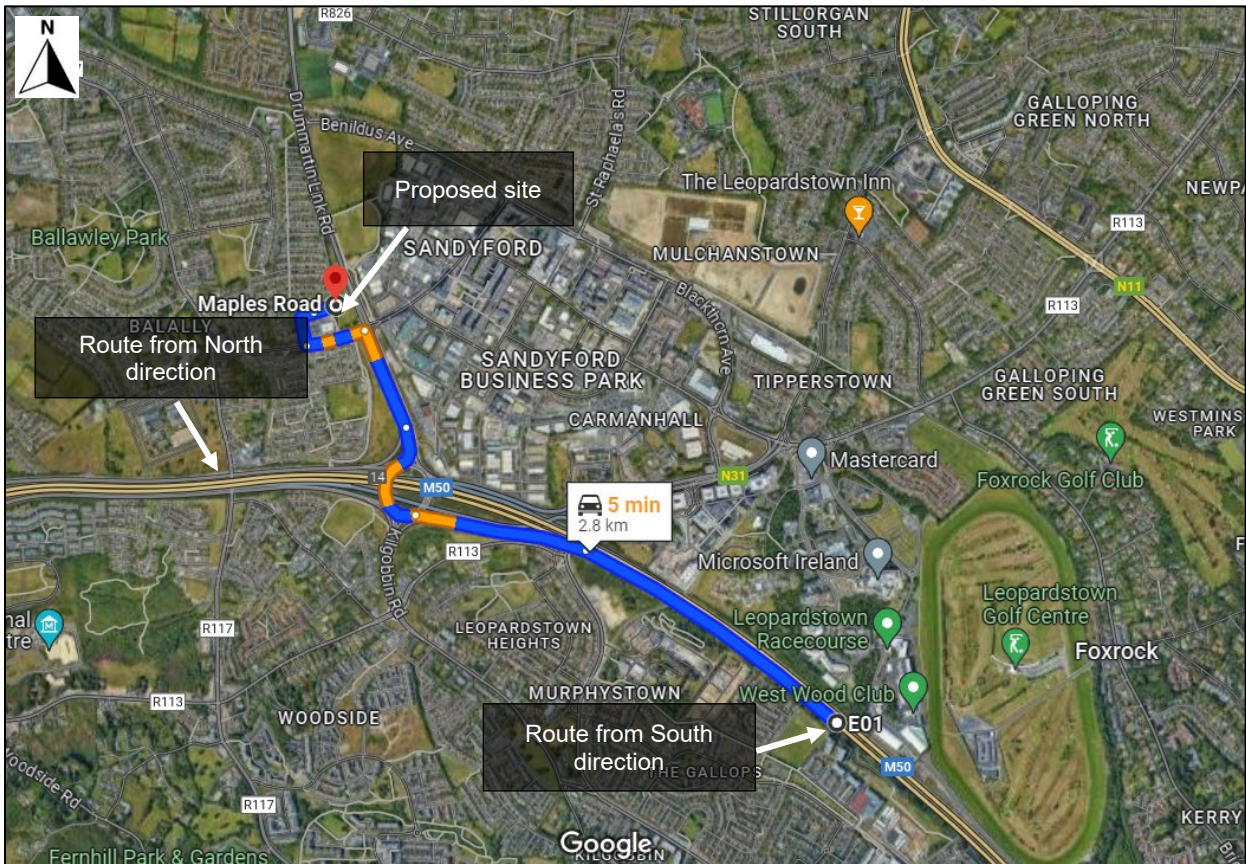 R826
STILLORGAN
SOUTH
N
Drummartin Link Rd
Benildus Ave
St Raphaela's Rd
GALLOPING
GREEN NORTH
Proposed site
The Leopardstown Inn
R113
Ballawley Park
SANDYFORD
MULCHANSTOWN
N11
Maples Road
R113
BALALLY
Blackthorn Ave
Route from North
direction
SANDYFORD
BUSINESS PARK
TIPPERSTOWN
GALLOPING
GREEN SOUTH
CARMANHALL
PARK
Mastercard
Foxrock Golf Club
14
M50
N31
5 min
2.8 km
Kilgobbin Rd
R113
Microsoft Ireland
Leopardstown
Golf Centre
R117
LEOPARDSTOWN
HEIGHTS
Leopardstown
Racecourse
Foxrock
R113
MURPHYSTOWN
West Wood Club
WOODSIDE
E01
Route from South
direction
THE GALLOPS
M50
Woodside Rd
R117
KERRY
Google
KILGOBBIN
Fernhill Park & Gardens